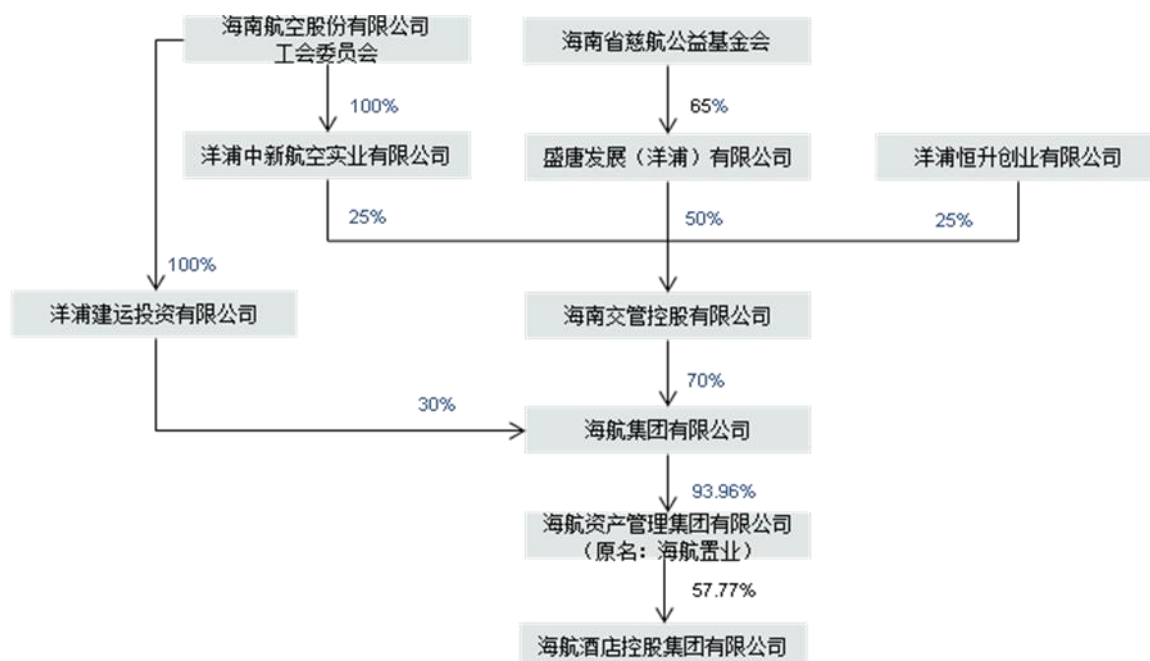 海南航空股份有限公司
工会委员会
海南省慈航公益基金会
100%
65%
洋浦中新航空实业有限公司
盛唐发展（洋浦）有限公司
洋浦恒升创业有限公司
25%
50%
25%
100%
洋浦建运投资有限公司
海南交管控股有限公司
70%
30%
海航集团有限公司
93.96%
海航资产管理集团有限公司
（原名：海航置业）
57.77%
海航酒店控股集团有限公司